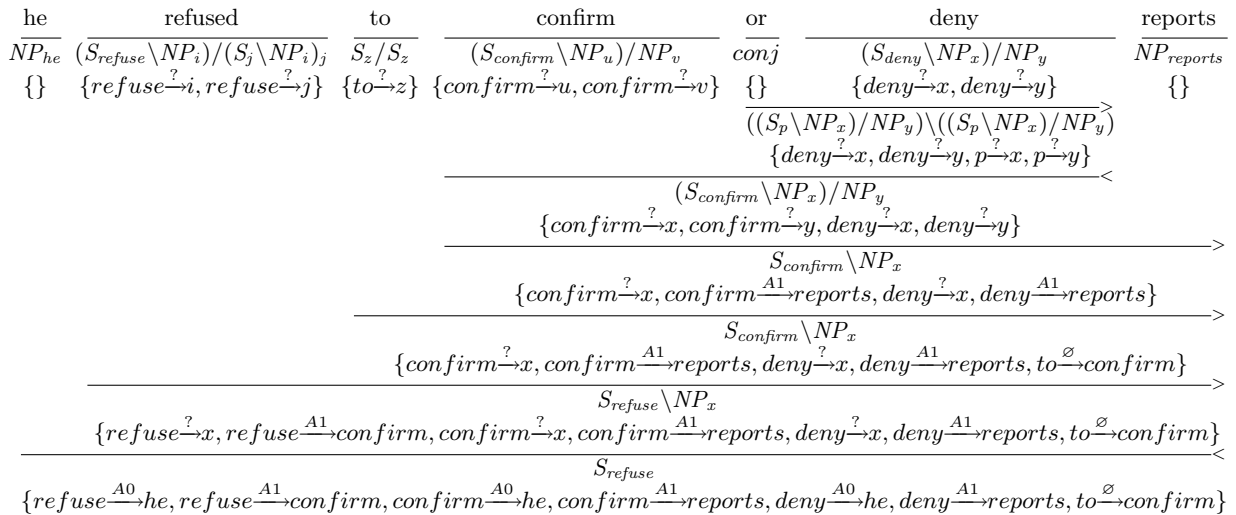 he refused to confirm or deny reports
NP_he (S_refuse\NP_i)/(S_j\NP_i)_j S_z/S_z (S_confirm\NP_u)/NP_v conj (S_deny\NP_x)/NP_y NP_reports
{} {refuse→?i, refuse→?j} {to→?z} {confirm→?u, confirm→?v} {} {deny→?x, deny→?y} {}
>
((S_p\NP_x)/NP_y)\((S_p\NP_x)/NP_y)
{deny→?x, deny→?y, p→?x, p→?y}
<
(S_confirm\NP_x)/NP_y
{confirm→?x, confirm→?y, deny→?x, deny→?y}
>
S_confirm\NP_x
{confirm→?x, confirm→A1 reports, deny→?x, deny→A1 reports}
>
S_confirm\NP_x
{confirm→?x, confirm→A1 reports, deny→?x, deny→A1 reports, to→∅ confirm}
>
S_refuse\NP_x
{refuse→?x, refuse→A1 confirm, confirm→?x, confirm→A1 reports, deny→?x, deny→A1 reports, to→∅ confirm}
<
S_refuse
{refuse→A0 he, refuse→A1 confirm, confirm→A0 he, confirm→A1 reports, deny→A0 he, deny→A1 reports, to→∅ confirm}